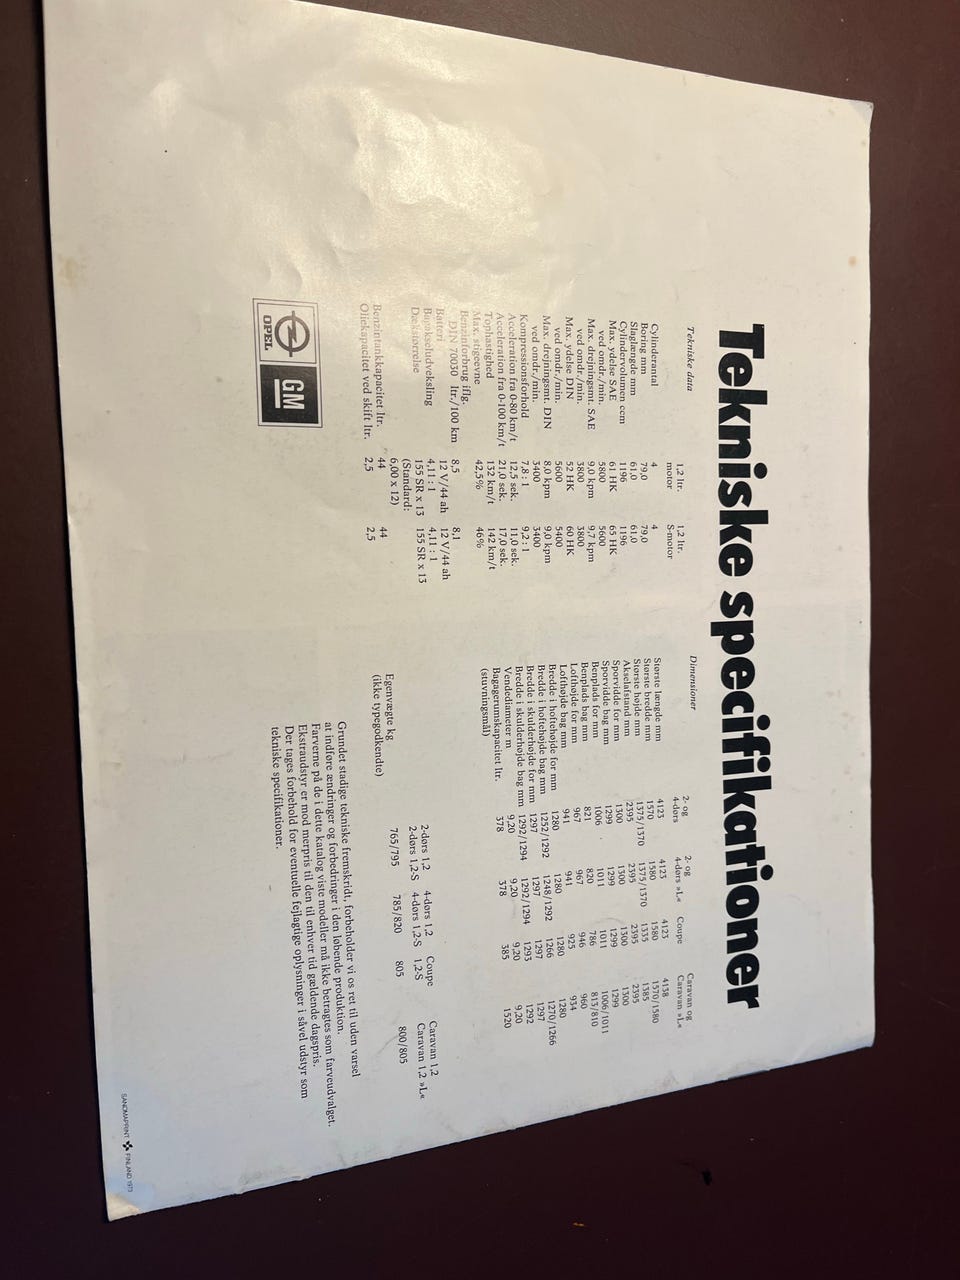 Tekniske specifikationer
Tekniske data 1,2 ltr. motor 1,2 ltr. S-motor
Cylinderantal 4 4
Boring mm 79,0 79,0
Slaglængde mm 61,0 61,0
Cylindervolumen ccm 1196 1196
Max. ydelse SAE 61 HK 65 HK
ved omdr./min. 5800 5600
Max. drejningsmt. SAE 9,0 kpm 9,7 kpm
ved omdr./min. 3800 3800
Max. ydelse DIN 52 HK 60 HK
ved omdr./min. 5600 5400
Max. drejningsmt. DIN 8,0 kpm 9,0 kpm
ved omdr./min. 3400 3400
Kompressionsforhold 7,8 : 1 9,2 : 1
Acceleration fra 0-80 km/t 12,5 sek. 11,0 sek.
Acceleration fra 0-100 km/t 21,0 sek. 17,0 sek.
Tophastighed 132 km/t 142 km/t
Max. stigeevne 42,5% 46%
Benzinforbrug iflg.
DIN 70030 ltr./100 km 8,5 8,1
Batteri 12 V/44 ah 12 V/44 ah
Bagakseludveksling 4,11 : 1 4,11 : 1
Dækstørrelse 155 SR x 13 155 SR x 13
(Standard:
6,00 x 12)
Benzintankkapacitet ltr. 44 44
Oliekapacitet ved skift ltr. 2,5 2,5
OPEL
GM
Dimensioner 2- og 4-dørs 2- og 4-dørs »L« Coupe Caravan og Caravan »L«
Største længde mm 4123 4123 4123 4138
Største bredde mm 1570 1580 1580 1570/1580
Største højde mm 1375/1370 1375/1370 1335 1385
Akselafstand mm 2395 2395 2395 2395
Sporvidde for mm 1300 1300 1300 1300
Sporvidde bag mm 1299 1299 1299 1299
Benplads for mm 1006 1011 1011 1006/1011
Benplads bag mm 821 820 786 813/810
Lofthøjde for mm 967 967 946 960
Lofthøjde bag mm 941 941 925 934
Bredde i hoftehøjde for mm 1280 1280 1280 1280
Bredde i hoftehøjde bag mm 1252/1292 1248/1292 1266 1270/1266
Bredde i skulderhøjde for mm 1297 1297 1297 1297
Bredde i skulderhøjde bag mm 1292/1294 1292/1294 1293 1292
Vendediameter m 9,20 9,20 9,20 9,20
Bagagerumskapacitet ltr. 378 378 385 1520
(stuvningsmål)
2-dørs 1,2 4-dørs 1,2 Coupe Caravan 1,2
2-dørs 1,2-S 4-dørs 1,2-S 1,2-S Caravan 1,2 »L«
Egenvægte kg 765/795 785/820 805 800/805
(ikke typegodkendte)
Grundet stadige tekniske fremskridt, forbeholder vi os ret til uden varsel
at indføre ændringer og forbedringer i den løbende produktion.
Farverne på de i dette katalog viste modeller må ikke betragtes som farveudvalget.
Ekstraudstyr er mod merpris til den til enhver tid gældende dagspris.
Der tages forbehold for eventuelle fejlagtige oplysninger i såvel udstyr som
tekniske specifikationer.
SANOMAPRINT FINLAND 1973